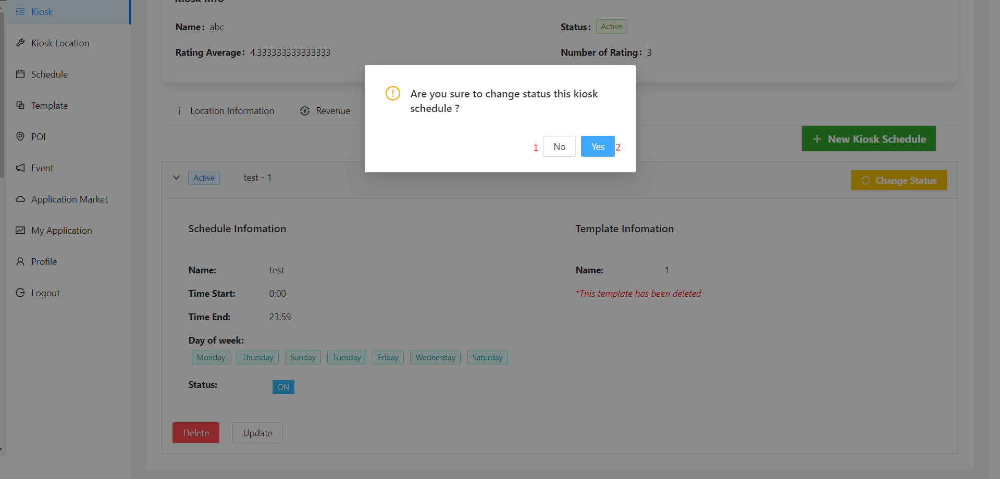 Kiosk
Kiosk Location
Schedule
Template
POI
Event
Application Market
My Application
Profile
Logout
Kiosk Info
Name: abc
Status: Active
Rating Average: 4.333333333333333
Number of Rating: 3
Location Information
Revenue
Are you sure to change status this kiosk
schedule ?
1 No Yes 2
New Kiosk Schedule
Active test - 1
Change Status
Schedule Infomation
Name: test
Time Start: 0:00
Time End: 23:59
Day of week:
Monday Thursday Sunday Tuesday Friday Wednesday Saturday
Status: ON
Template Infomation
Name: 1
*This template has been deleted
Delete Update